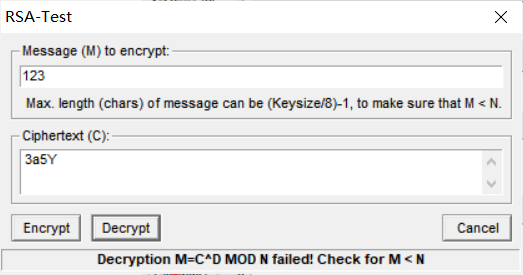 RSA-Test
Message (M) to encrypt:
123
Max. length (chars) of message can be (Keysize/8)-1, to make sure that M < N.
Ciphertext (C):
3a5Y
Encrypt Decrypt Cancel
Decryption M=C^D MOD N failed! Check for M < N